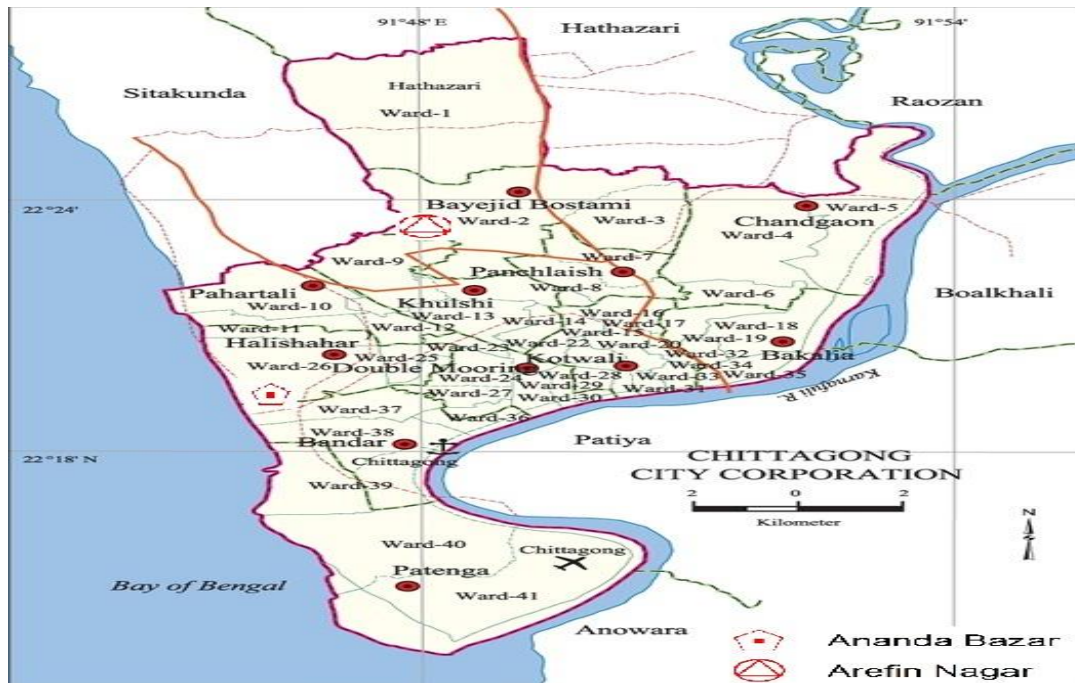 91°48' E
91°54'
Hathazari
Sitakunda
Hathazari
Ward-1
Raozan
22°24'
Bayejid Bostami
Ward-2
Ward-3
Chandgaon
Ward-5
Ward-4
Ward-9
Ward-7
Panchlaish
Ward-8
Pahartali
Ward-10
Khulshi
Ward-13
Ward-6
Boalkhali
Ward-11
Ward-12
Ward-14
Ward-16
Ward-15
Ward-17
Ward-18
Halishahar
Ward-22
Ward-20
Ward-19
Ward-25
Kotwali
Ward-32
Bakalia
Ward-26
Double Mooring
Ward-28
Ward-34
Ward-24
Ward-33
Ward-35
Ward-27
Ward-29
Ward-31
Ward-30
Karnafuli R.
Ward-37
Ward-36
Ward-38
Bandar
Patiya
22°18' N
Chittagong
CHITTAGONG
CITY CORPORATION
Ward-39
2 0 2
Kilometer
N
Ward-40
Chittagong
Bay of Bengal
Patenga
Ward-41
Anowara
Ananda Bazar
Arefin Nagar